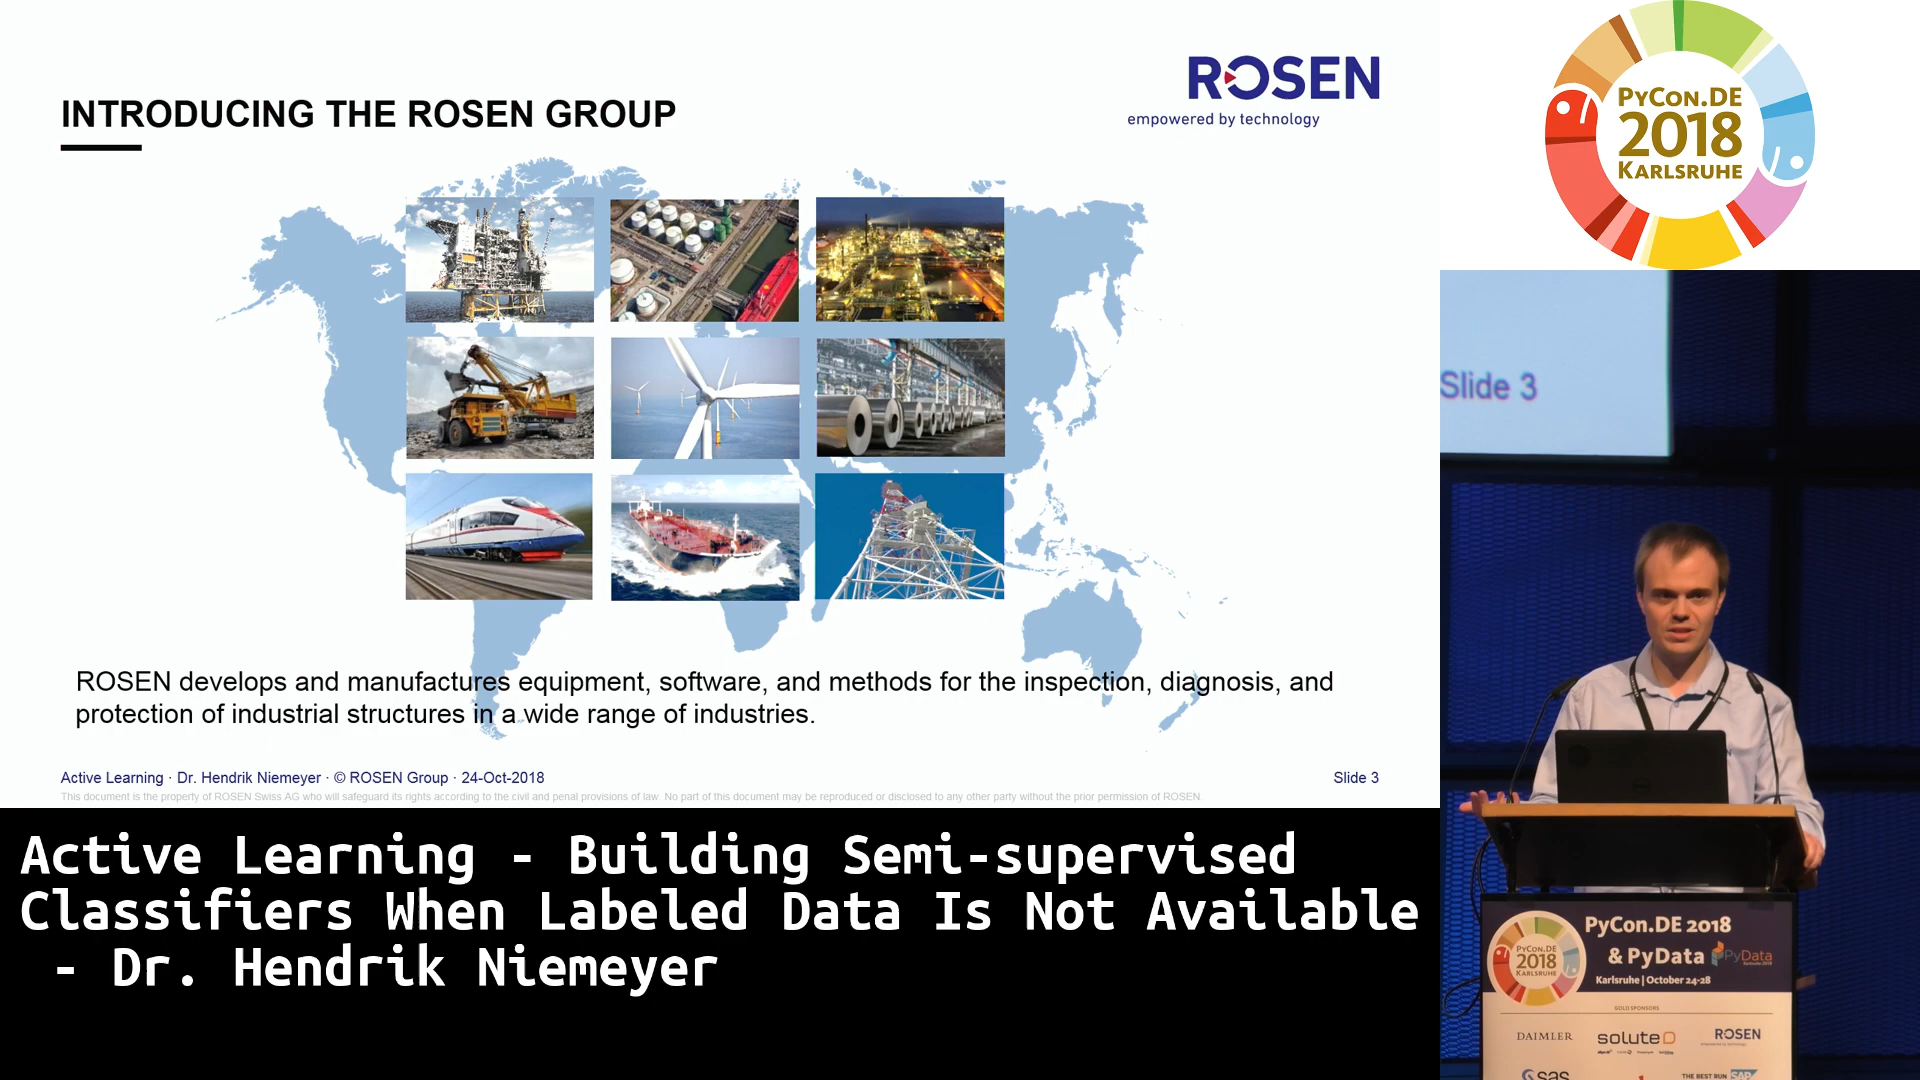 INTRODUCING THE ROSEN GROUP
ROSEN
empowered by technology
ROSEN develops and manufactures equipment, software, and methods for the inspection, diagnosis, and
protection of industrial structures in a wide range of industries.
Active Learning · Dr. Hendrik Niemeyer · © ROSEN Group · 24-Oct-2018
Slide 3
This document is the property of ROSEN Swiss AG who will safeguard its rights according to the civil and penal provisions of law. No part of this document may be reproduced or disclosed to any other party without the prior permission of ROSEN.
PYCON.DE
2018
KARLSRUHE
Slide 3
Active Learning - Building Semi-supervised
Classifiers When Labeled Data Is Not Available
- Dr. Hendrik Niemeyer
PyCon.DE 2018
& PyData
PyData
Karlsruhe | October 24-28
PYCON.DE
2018
KARLSRUHE
GOLD SPONSORS
DAIMLER
solute
ROSEN
sas
THE BEST RUN SAP